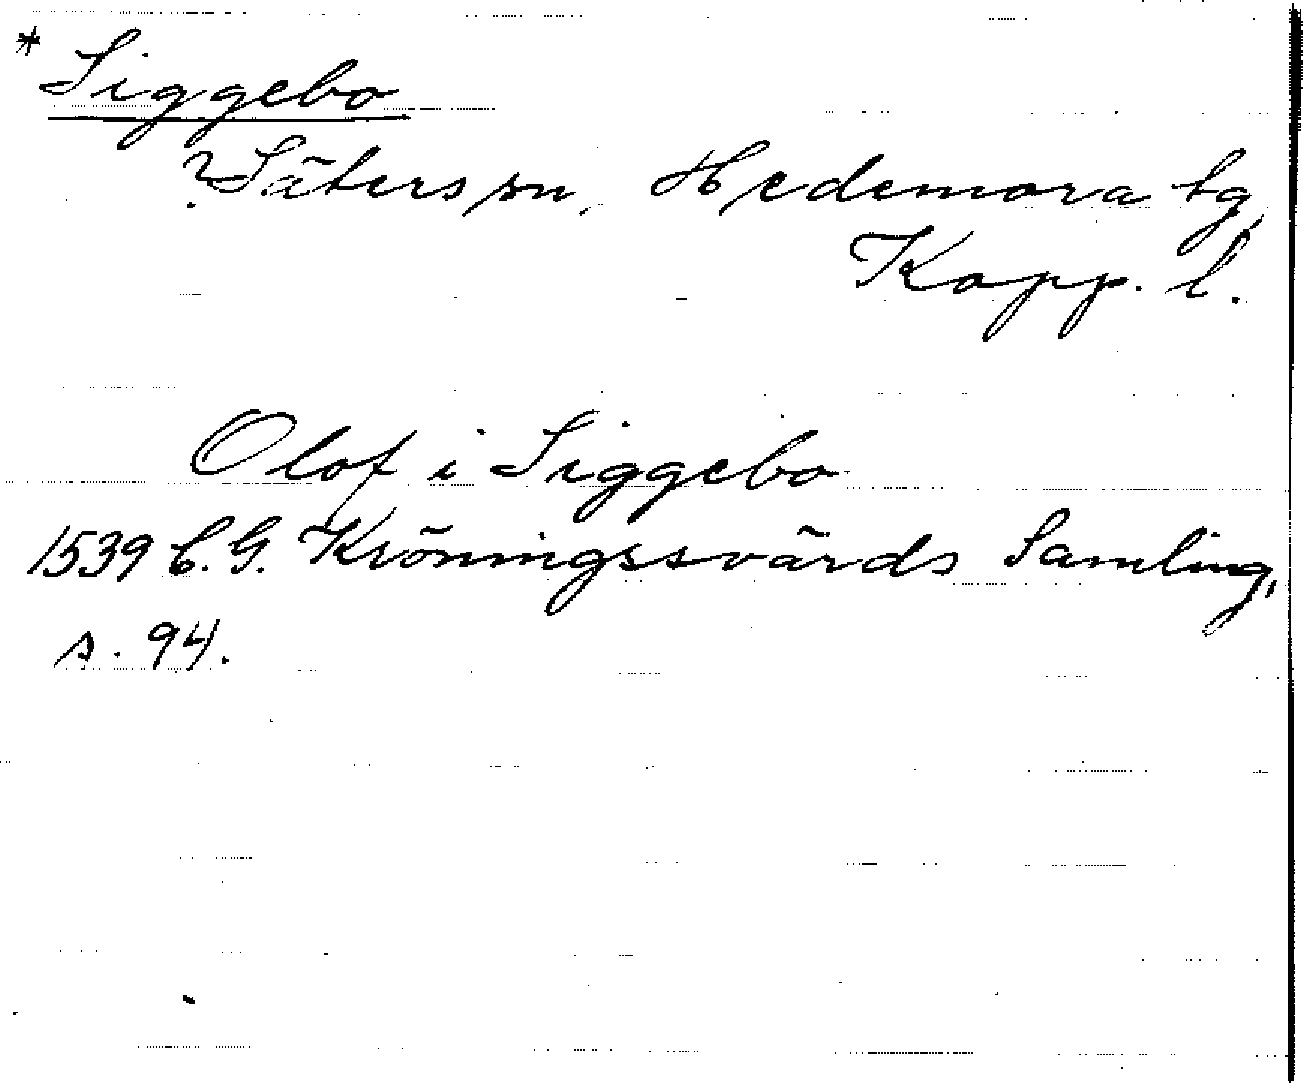 * Siggebo
? Säters sn, Hedemora tg,
Kopp. l.
Olof i Siggebo
1539 C. G. Kröningssvärds Samling,
s. 94.